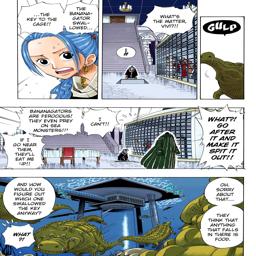 GULP
WHAT'S
THE MATTER,
VIVI?!!
THE
BANANA-
GATOR
SWAL-
LOWED...
...
THE KEY TO
THE CAGE!!
WHAT?!
GO
AFTER IT
AND MAKE
IT SPIT
IT OUT!!
I
CAN'T!!
BANANAGATORS
ARE FEROCIOUS!
THEY EVEN PREY
ON SEA
MONSTERS!!!
IF I
GO NEAR
THEM,
THEY'LL
EAT ME
UP!!
OH,
SORRY
ABOUT
THAT...
THEY
THINK THAT
ANYTHING
THAT FALLS
IN THERE
IS FOOD.
AND HOW
WOULD YOU
FIGURE OUT
WHICH ONE
SWALLOWED
THE KEY
ANYWAY?
WHAT
?!